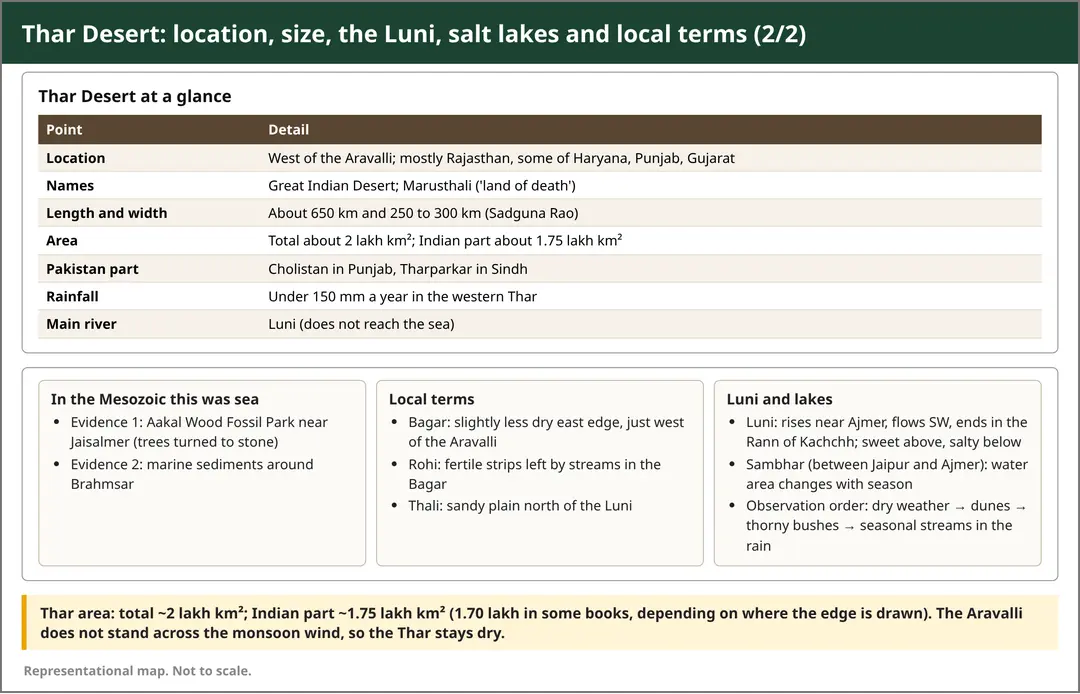 Thar Desert: location, size, the Luni, salt lakes and local terms (2/2)
Thar Desert at a glance
Point Detail
Location West of the Aravalli; mostly Rajasthan, some of Haryana, Punjab, Gujarat
Names Great Indian Desert; Marusthali ('land of death')
Length and width About 650 km and 250 to 300 km (Sadguna Rao)
Area Total about 2 lakh km²; Indian part about 1.75 lakh km²
Pakistan part Cholistan in Punjab, Tharparkar in Sindh
Rainfall Under 150 mm a year in the western Thar
Main river Luni (does not reach the sea)
In the Mesozoic this was sea
• Evidence 1: Aakal Wood Fossil Park near
Jaisalmer (trees turned to stone)
• Evidence 2: marine sediments around
Brahmsar
Local terms
• Bagar: slightly less dry east edge, just west
of the Aravalli
• Rohi: fertile strips left by streams in the
Bagar
• Thali: sandy plain north of the Luni
Luni and lakes
• Luni: rises near Ajmer, flows SW, ends in the
Rann of Kachchh; sweet above, salty below
• Sambhar (between Jaipur and Ajmer): water
area changes with season
• Observation order: dry weather → dunes →
thorny bushes → seasonal streams in the
rain
Thar area: total ~2 lakh km²; Indian part ~1.75 lakh km² (1.70 lakh in some books, depending on where the edge is drawn). The Aravalli
does not stand across the monsoon wind, so the Thar stays dry.
Representational map. Not to scale.